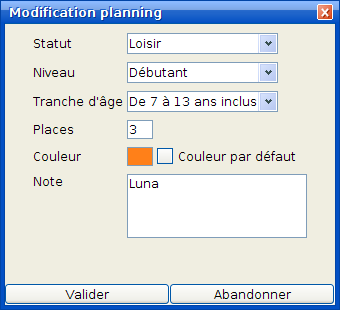 Modification planning
Statut Loisir
Niveau Débutant
Tranche d'âge De 7 à 13 ans inclus
Places 3
Couleur Couleur par défaut
Note Luna
Valider Abandonner